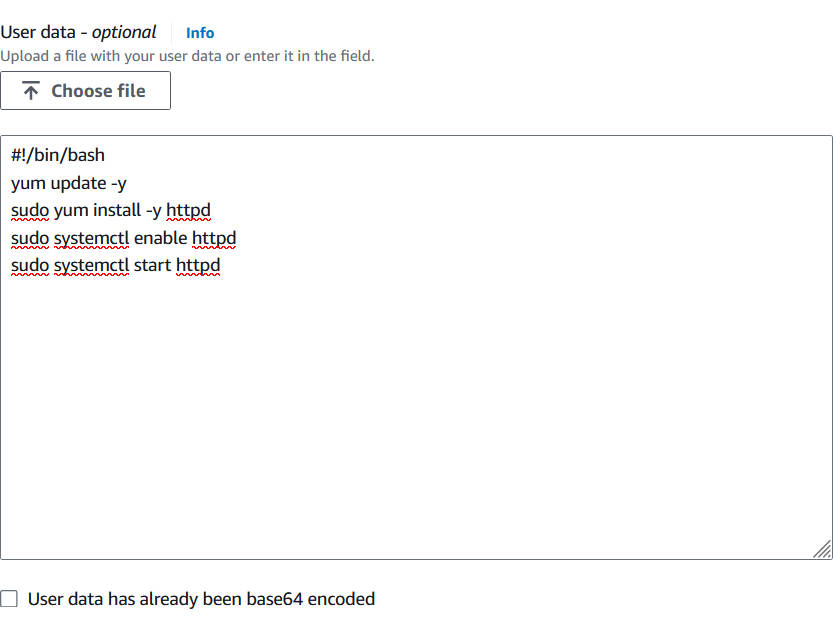 User data - optional Info
Upload a file with your user data or enter it in the field.
Choose file
#!/bin/bash
yum update -y
sudo yum install -y httpd
sudo systemctl enable httpd
sudo systemctl start httpd
User data has already been base64 encoded